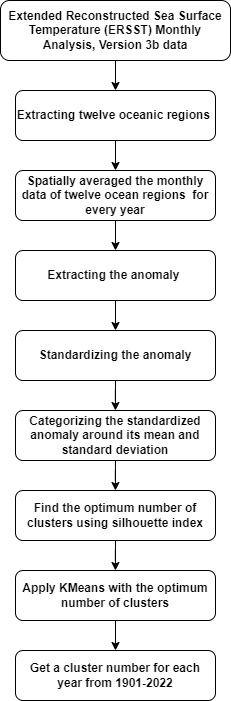 Extended Reconstructed Sea Surface
Temperature (ERSST) Monthly
Analysis, Version 3b data
Extracting twelve oceanic regions
Spatially averaged the monthly
data of twelve ocean regions for
every year
Extracting the anomaly
Standardizing the anomaly
Categorizing the standardized
anomaly around its mean and
standard deviation
Find the optimum number of
clusters using silhouette index
Apply KMeans with the optimum
number of clusters
Get a cluster number for each
year from 1901-2022